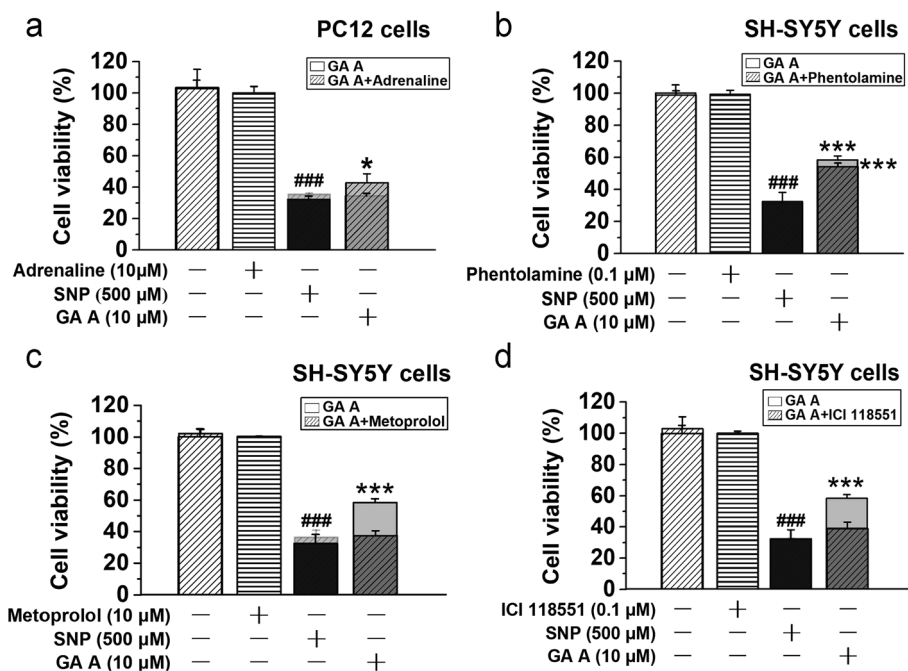 a
PC12 cells
GA A
GA A+Adrenaline
Cell viability (%)
120
100
80
60
40
20
0
###
*
Adrenaline (10μM) — + — —
SNP (500 μM) — — + —
GA A (10 μM) — — — +
b
SH-SY5Y cells
GA A
GA A+Phentolamine
Cell viability (%)
120
100
80
60
40
20
0
###
***
***
Phentolamine (0.1 μM) — + — —
SNP (500 μM) — — + —
GA A (10 μM) — — — +
c
SH-SY5Y cells
GA A
GA A+Metoprolol
Cell viability (%)
120
100
80
60
40
20
0
###
***
Metoprolol (10 μM) — + — —
SNP (500 μM) — — + —
GA A (10 μM) — — — +
d
SH-SY5Y cells
GA A
GA A+ICI 118551
Cell viability (%)
120
100
80
60
40
20
0
###
***
ICI 118551 (0.1 μM) — + — —
SNP (500 μM) — — + —
GA A (10 μM) — — — +